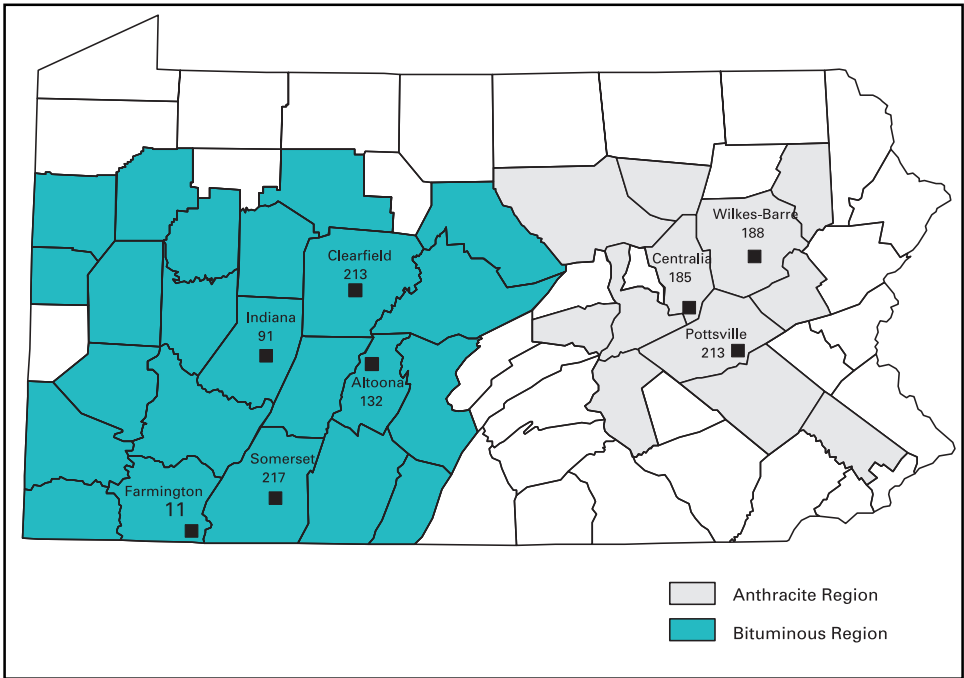 Wilkes-Barre
188
Clearfield
213
Centralia
185
Indiana
91
Pottsville
213
Altoona
132
Somerset
217
Farmington
11
Anthracite Region
Bituminous Region